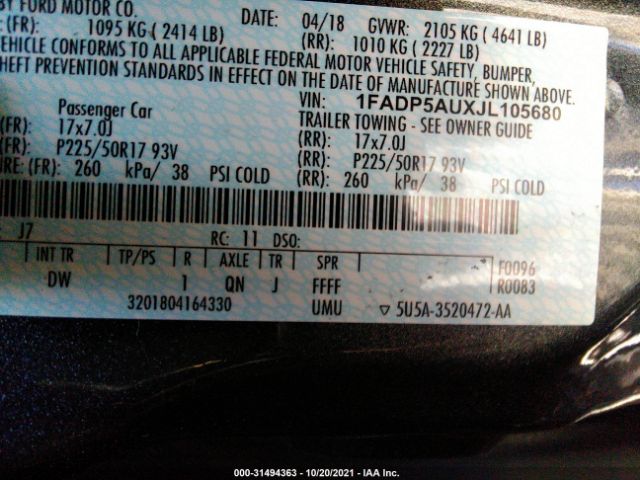 BY FORD MOTOR CO.
DATE: 04/18 GVWR: 2105 KG ( 4641 LB)
(FR): 1095 KG ( 2414 LB) (RR): 1010 KG ( 2227 LB)
VEHICLE CONFORMS TO ALL APPLICABLE FEDERAL MOTOR VEHICLE SAFETY, BUMPER,
THEFT PREVENTION STANDARDS IN EFFECT ON THE DATE OF MANUFACTURE SHOWN ABOVE.
VIN: 1FADP5AUXJL105680
Passenger Car TRAILER TOWING - SEE OWNER GUIDE
(FR): 17x7.0J (RR): 17x7.0J
P225/50R17 93V (RR): P225/50R17 93V
URE: (FR): 260 kPa/ 38 PSI COLD (RR): 260 kPa/ 38 PSI COLD
J7 RC: 11 DSO:
INT TR TP/PS R AXLE TR SPR F0096
DW 1 QN J FFFF R0083
3201804164330 UMU ▽ 5U5A-3520472-AA
000-31494363 - 10/20/2021 - IAA Inc.